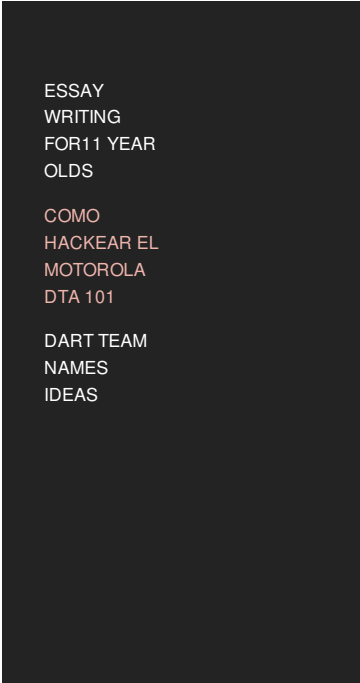 ESSAY
WRITING
FOR11 YEAR
OLDS
COMO
HACKEAR EL
MOTOROLA
DTA 101
DART TEAM
NAMES
IDEAS